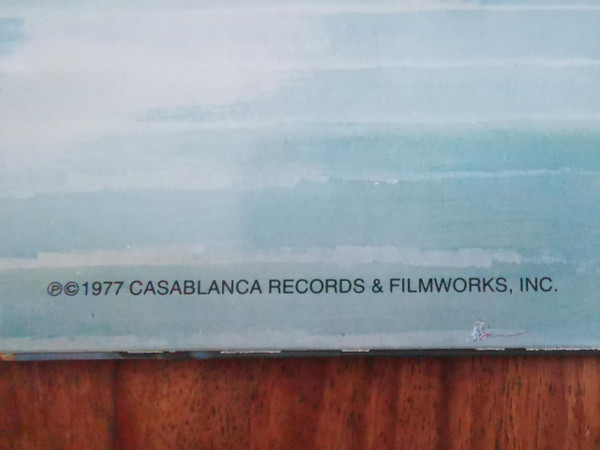 ℗©1977 CASABLANCA RECORDS & FILMWORKS, INC.